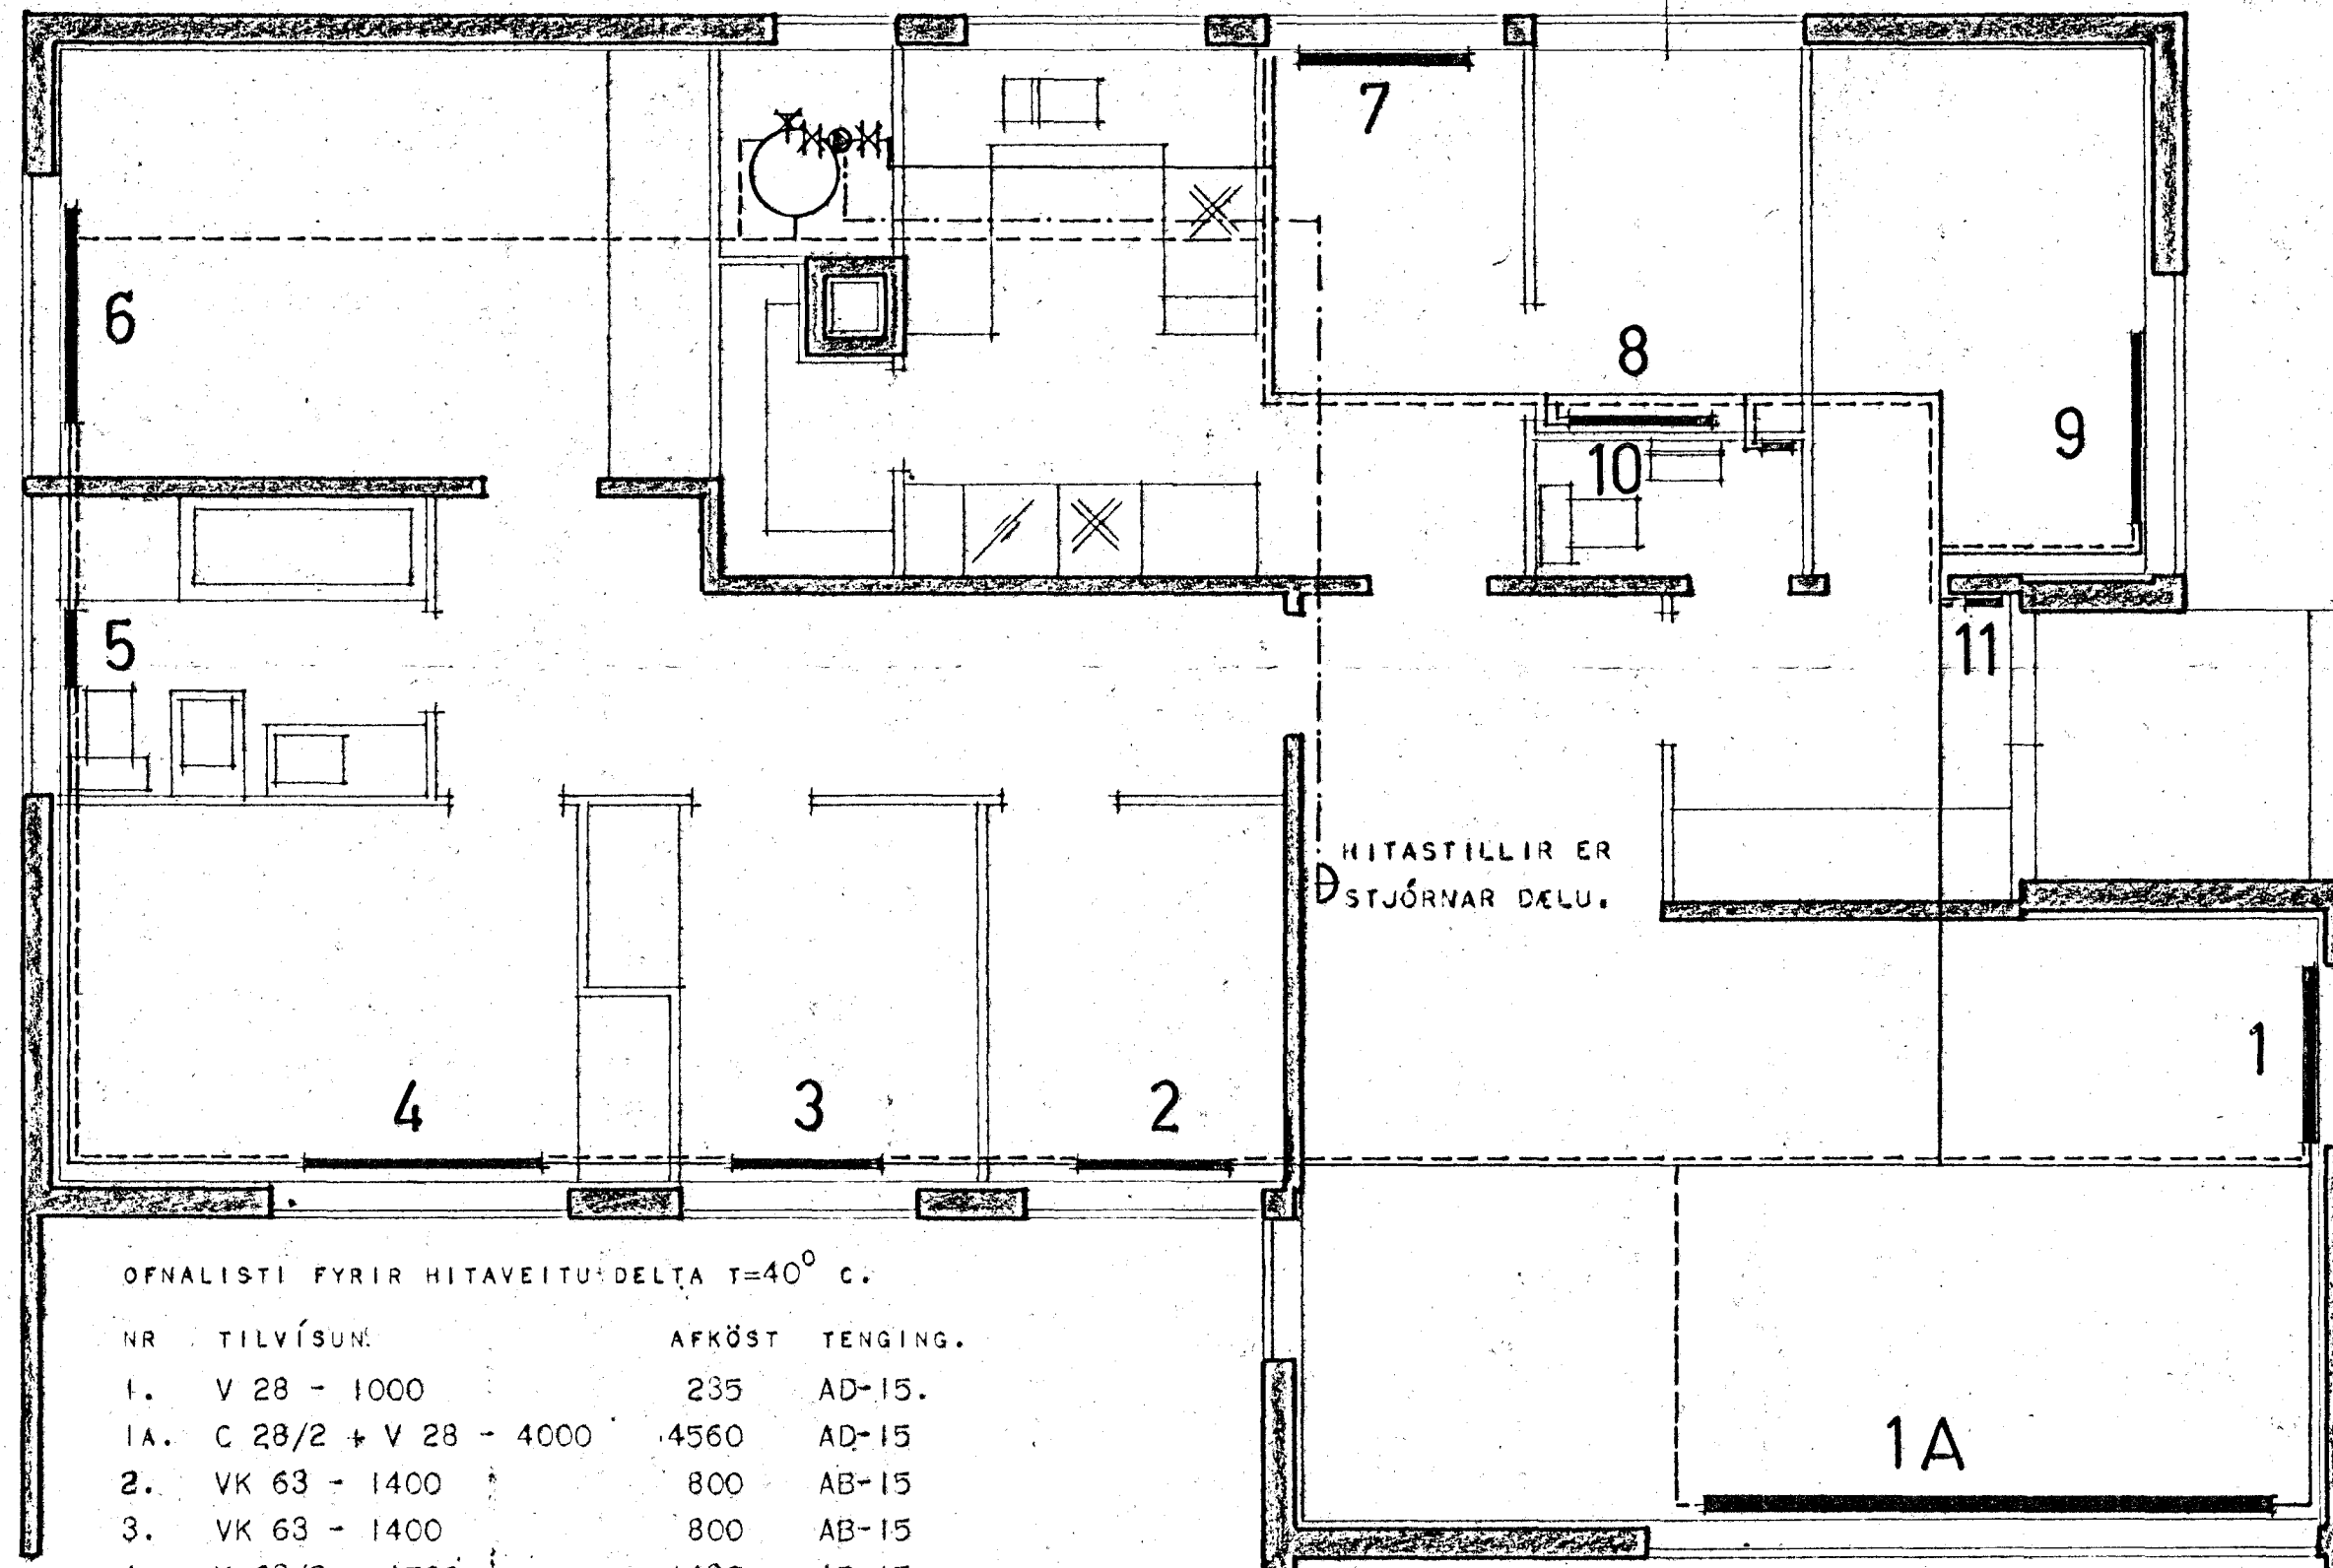 7
6
8
9
10
5
11
HITASTILLIR ER
STJÓRNAR DÆLU.
1
4
3
2
OFNALISTI FYRIR HITAVEITU DELTA T=40° C.
NR TILVÍSUN. AFKÖST TENGING.
1. V 28 - 1000 235 AD-15.
1A. C 28/2 + V 28 - 4000 4560 AD-15
1A
2. VK 63 - 1400 800 AB-15
3. VK 63 - 1400 800 AB-15